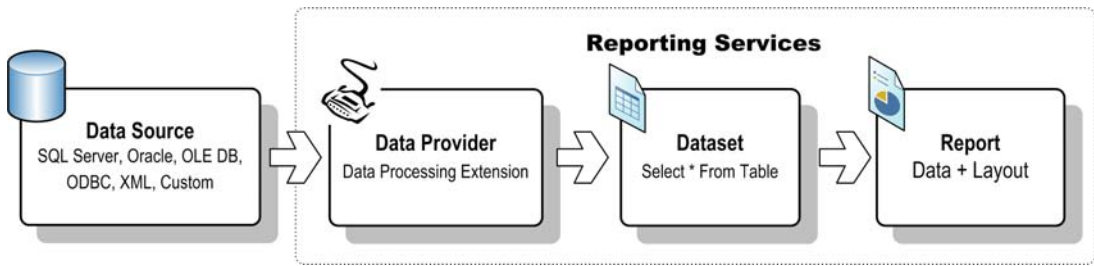 Reporting Services
Data Source
SQL Server, Oracle, OLE DB,
ODBC, XML, Custom
Data Provider
Data Processing Extension
Dataset
Select * From Table
Report
Data + Layout